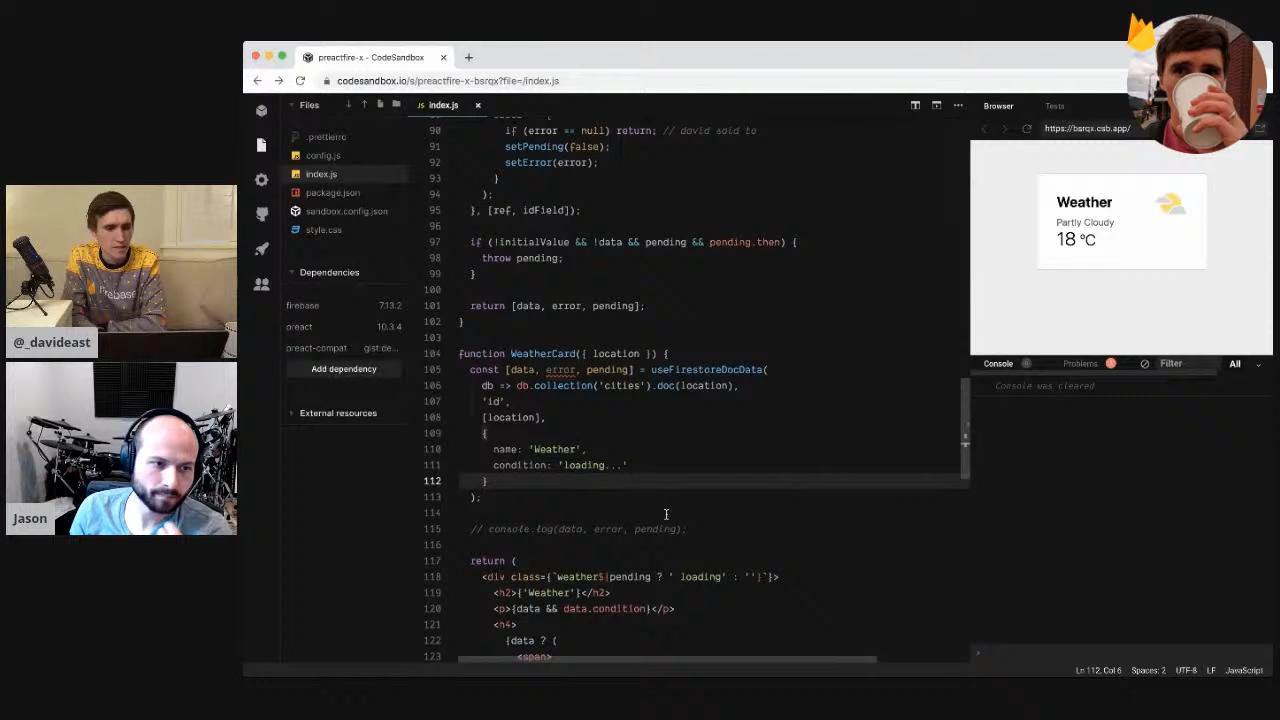 preactfire-x - CodeSandbox
codesandbox.io/s/preactfire-x-bsrqx?file=/index.js
Files
index.js
Browser
Tests
https://bsrqx.csb.app/
.prettierrc
config.js
index.js
package.json
sandbox.config.json
style.css
Dependencies
firebase 7.13.2
preact 10.3.4
preact-compat gist:de...
Add dependency
External resources
90 if (error == null) return; // david said to
91 setPending(false);
92 setError(error);
93 }
94 );
95 }, [ref, idField]);
96
97 if (!initialValue && !data && pending && pending.then) {
98 throw pending;
99 }
100
101 return [data, error, pending];
102 }
103
104 function WeatherCard({ location }) {
105 const [data, error, pending] = useFirestoreDocData(
106 db => db.collection('cities').doc(location),
107 'id',
108 [location],
109 {
110 name: 'Weather',
111 condition: 'loading...'
112 }
113 );
114
115 // console.log(data, error, pending);
116
117 return (
118 <div class={`weather${pending ? ' loading' : ''}`}>
119 <h2>{'Weather'}</h2>
120 <p>{data && data.condition}</p>
121 <h4>
122 {data ? (
123 <span>
Weather
Partly Cloudy
18 °C
Console 0
Problems 1
Filter
All
Console was cleared
Ln 112, Col 6 Spaces: 2 UTF-8 LF JavaScript
Firebase
@_davideast
Jason